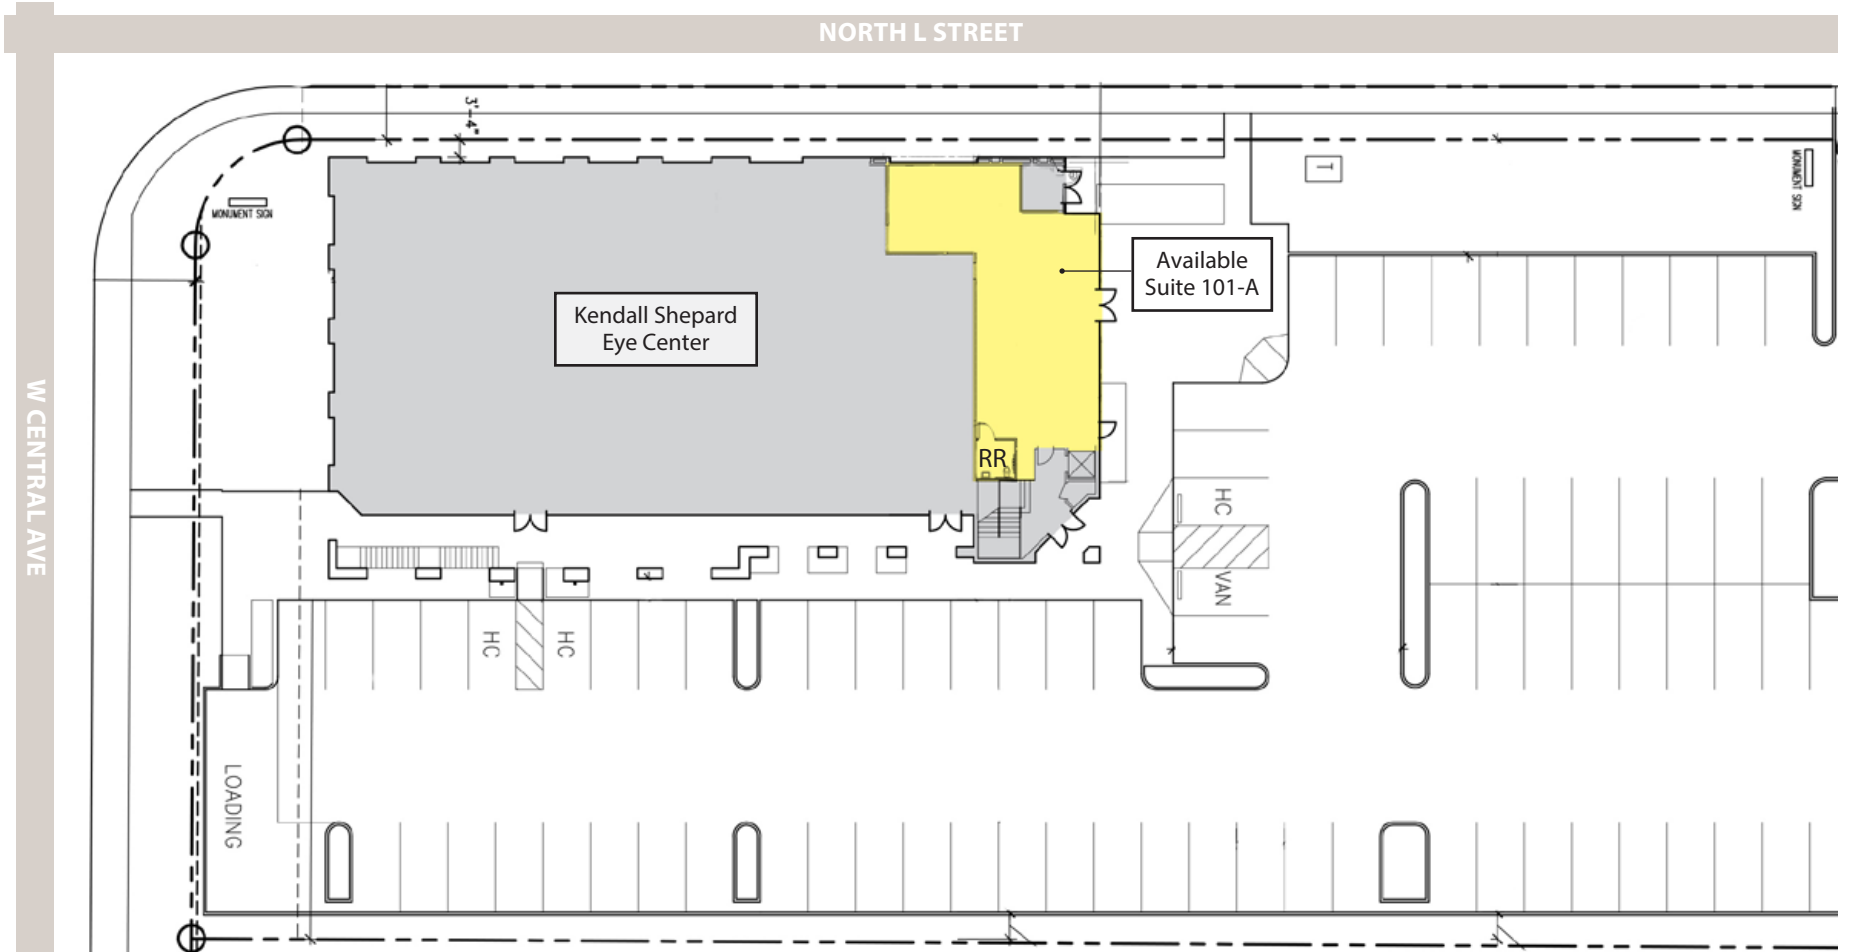 NORTH L STREET
3'-4"
T
MONUMENT SIGN
MONUMENT SIGN
Available
Suite 101-A
Kendall Shepard
Eye Center
W CENTRAL AVE
RR
HC
VAN
HC
HC
LOADING